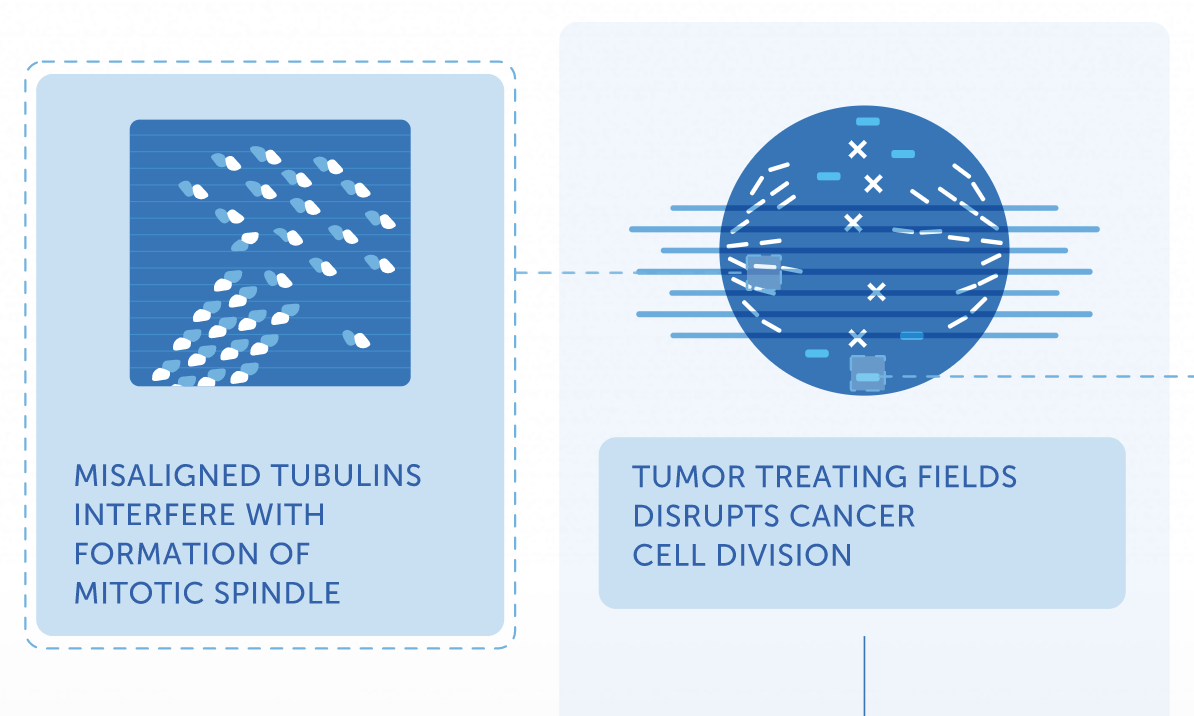 MISALIGNED TUBULINS
INTERFERE WITH
FORMATION OF
MITOTIC SPINDLE
TUMOR TREATING FIELDS
DISRUPTS CANCER
CELL DIVISION